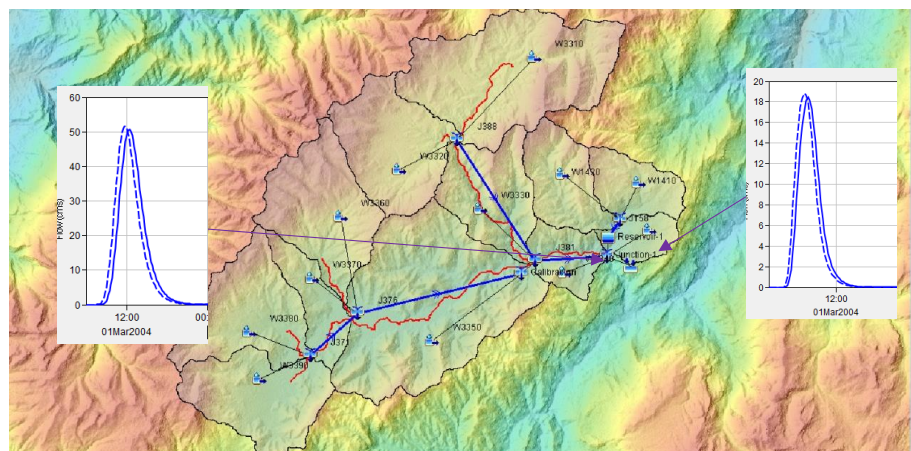 W3310
J388
W3320
W1420
W1410
W3330
W3360
J158
Reservoir-1
J381
Junction-1
Calibration
W3370
J376
W3380
W3350
J371
W3390
60
50
40
30
20
10
0
Flow (cms)
12:00
00:
01Mar2004
20
18
16
14
12
10
8
6
4
2
0
12:00
01Mar2004